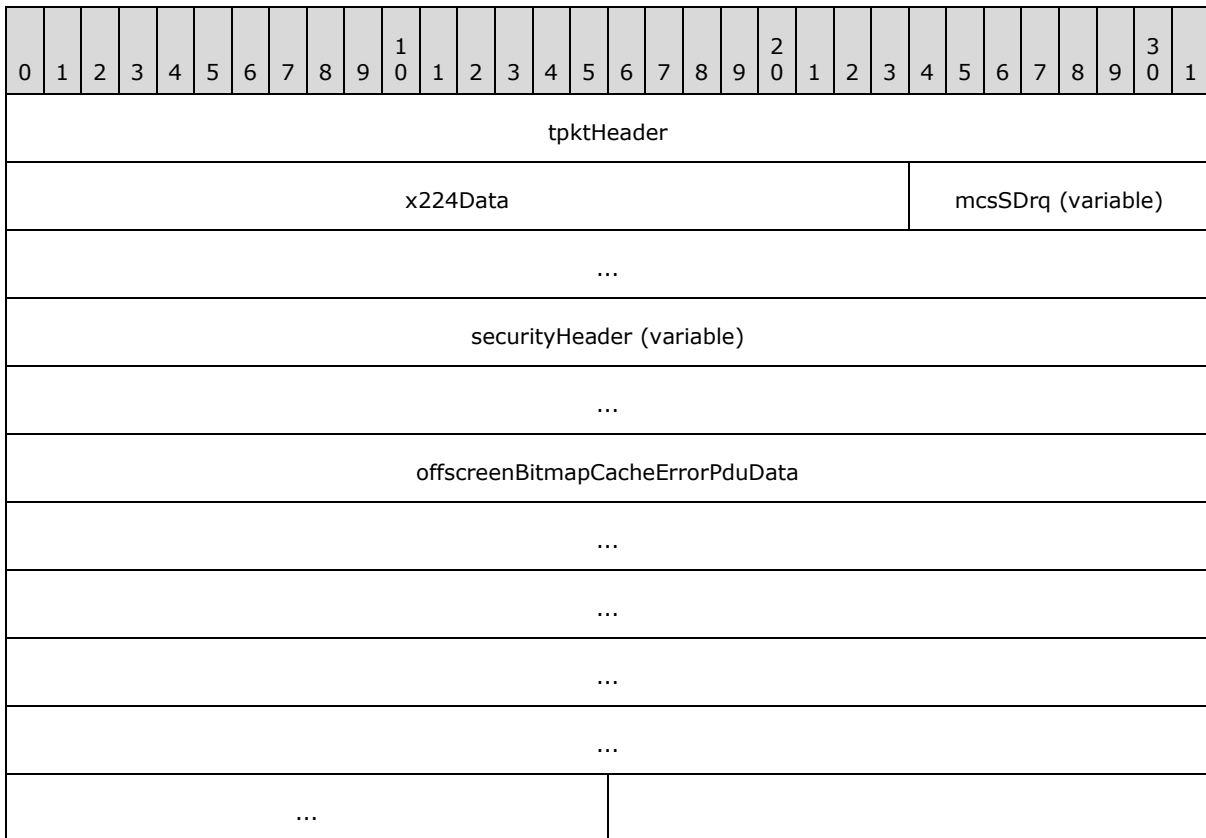 0 1 2 3 4 5 6 7 8 9 1 0 1 2 3 4 5 6 7 8 9 2 0 1 2 3 4 5 6 7 8 9 3 0 1
tpktHeader
x224Data mcsSDrq (variable)
...
securityHeader (variable)
...
offscreenBitmapCacheErrorPduData
...
...
...
...
...